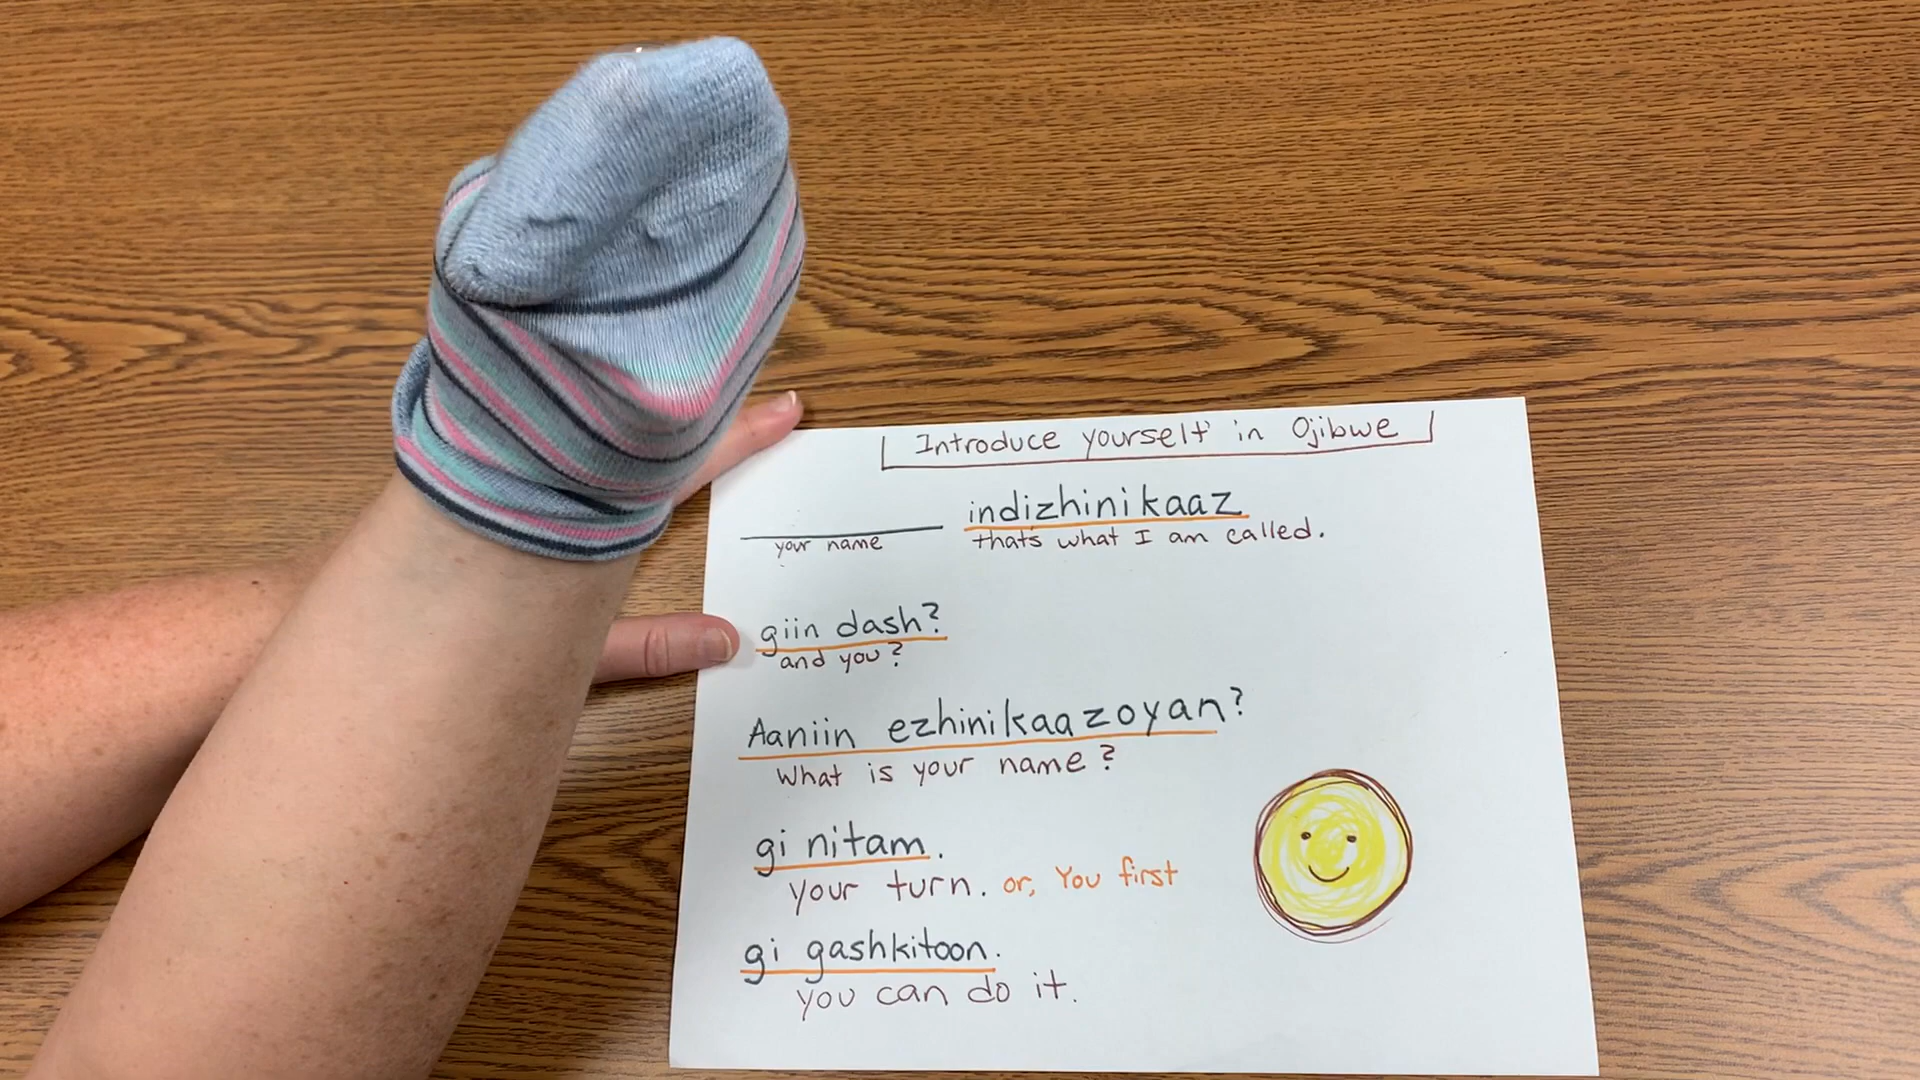 Introduce yourself in Ojibwe
indizhinikaaz
your name thats what I am called.
giin dash?
and you?
Aaniin ezhinikaazoyan?
What is your name?
gi nitam.
your turn. or, You first
gi gashkitoon.
you can do it.